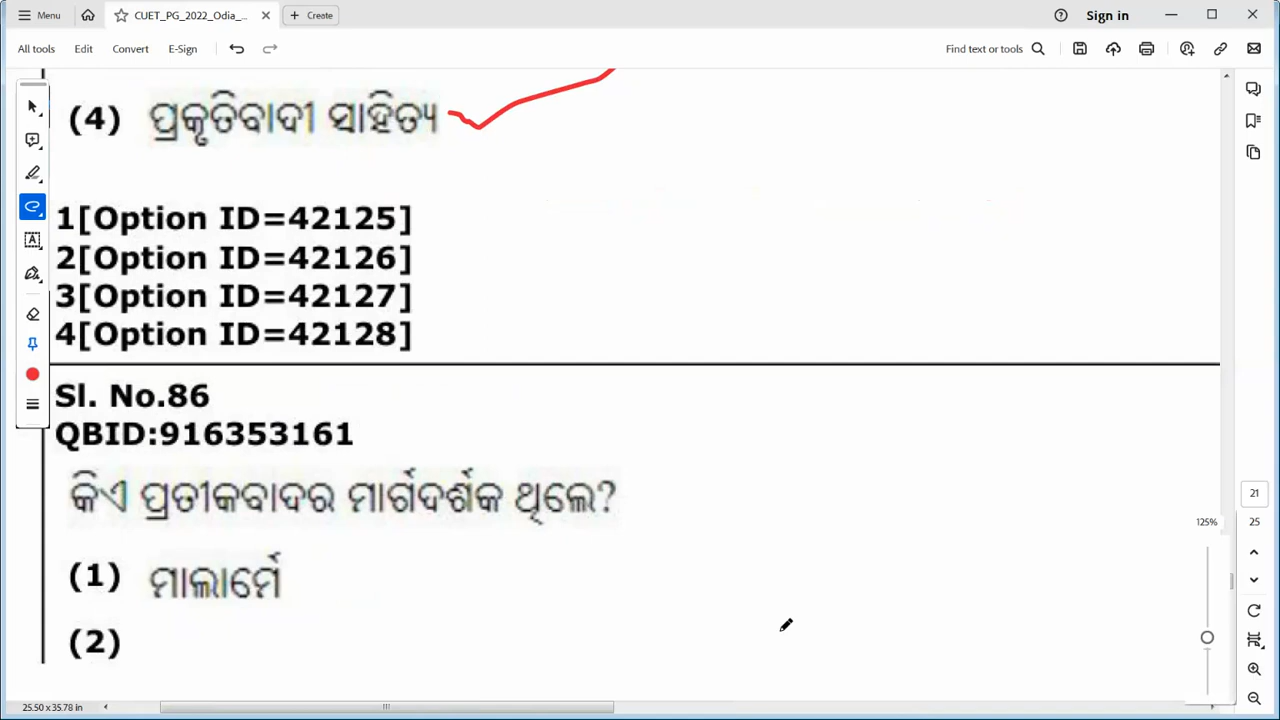 Menu
CUET_PG_2022_Odia_...
Create
Sign in
All tools
Edit
Convert
E-Sign
Find text or tools
(4) ପ୍ରକୃତିବାଦୀ ସାହିତ୍ୟ
1[Option ID=42125]
2[Option ID=42126]
3[Option ID=42127]
4[Option ID=42128]
Sl. No.86
QBID:916353161
କିଏ ପ୍ରତୀକବାଦର ମାର୍ଗଦର୍ଶକ ଥିଲେ?
(1) ମାଲାର୍ମେ
(2)
21
25
125%
25.50 x 35.78 in